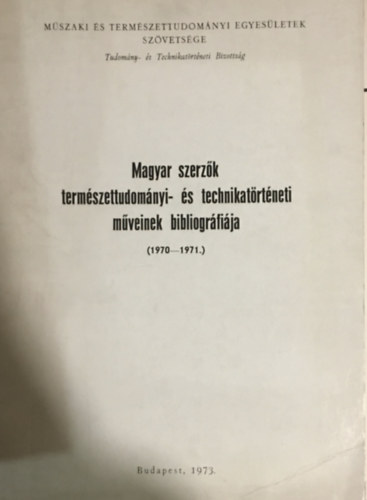 MŰSZAKI ÉS TERMÉSZETTUDOMÁNYI EGYESÜLETEK
SZÖVETSÉGE
Tudomány- és Technikatörténeti Bizottság
Magyar szerzők
természettudományi- és technikatörténeti
műveinek bibliográfiája
(1970—1971.)
Budapest, 1973.